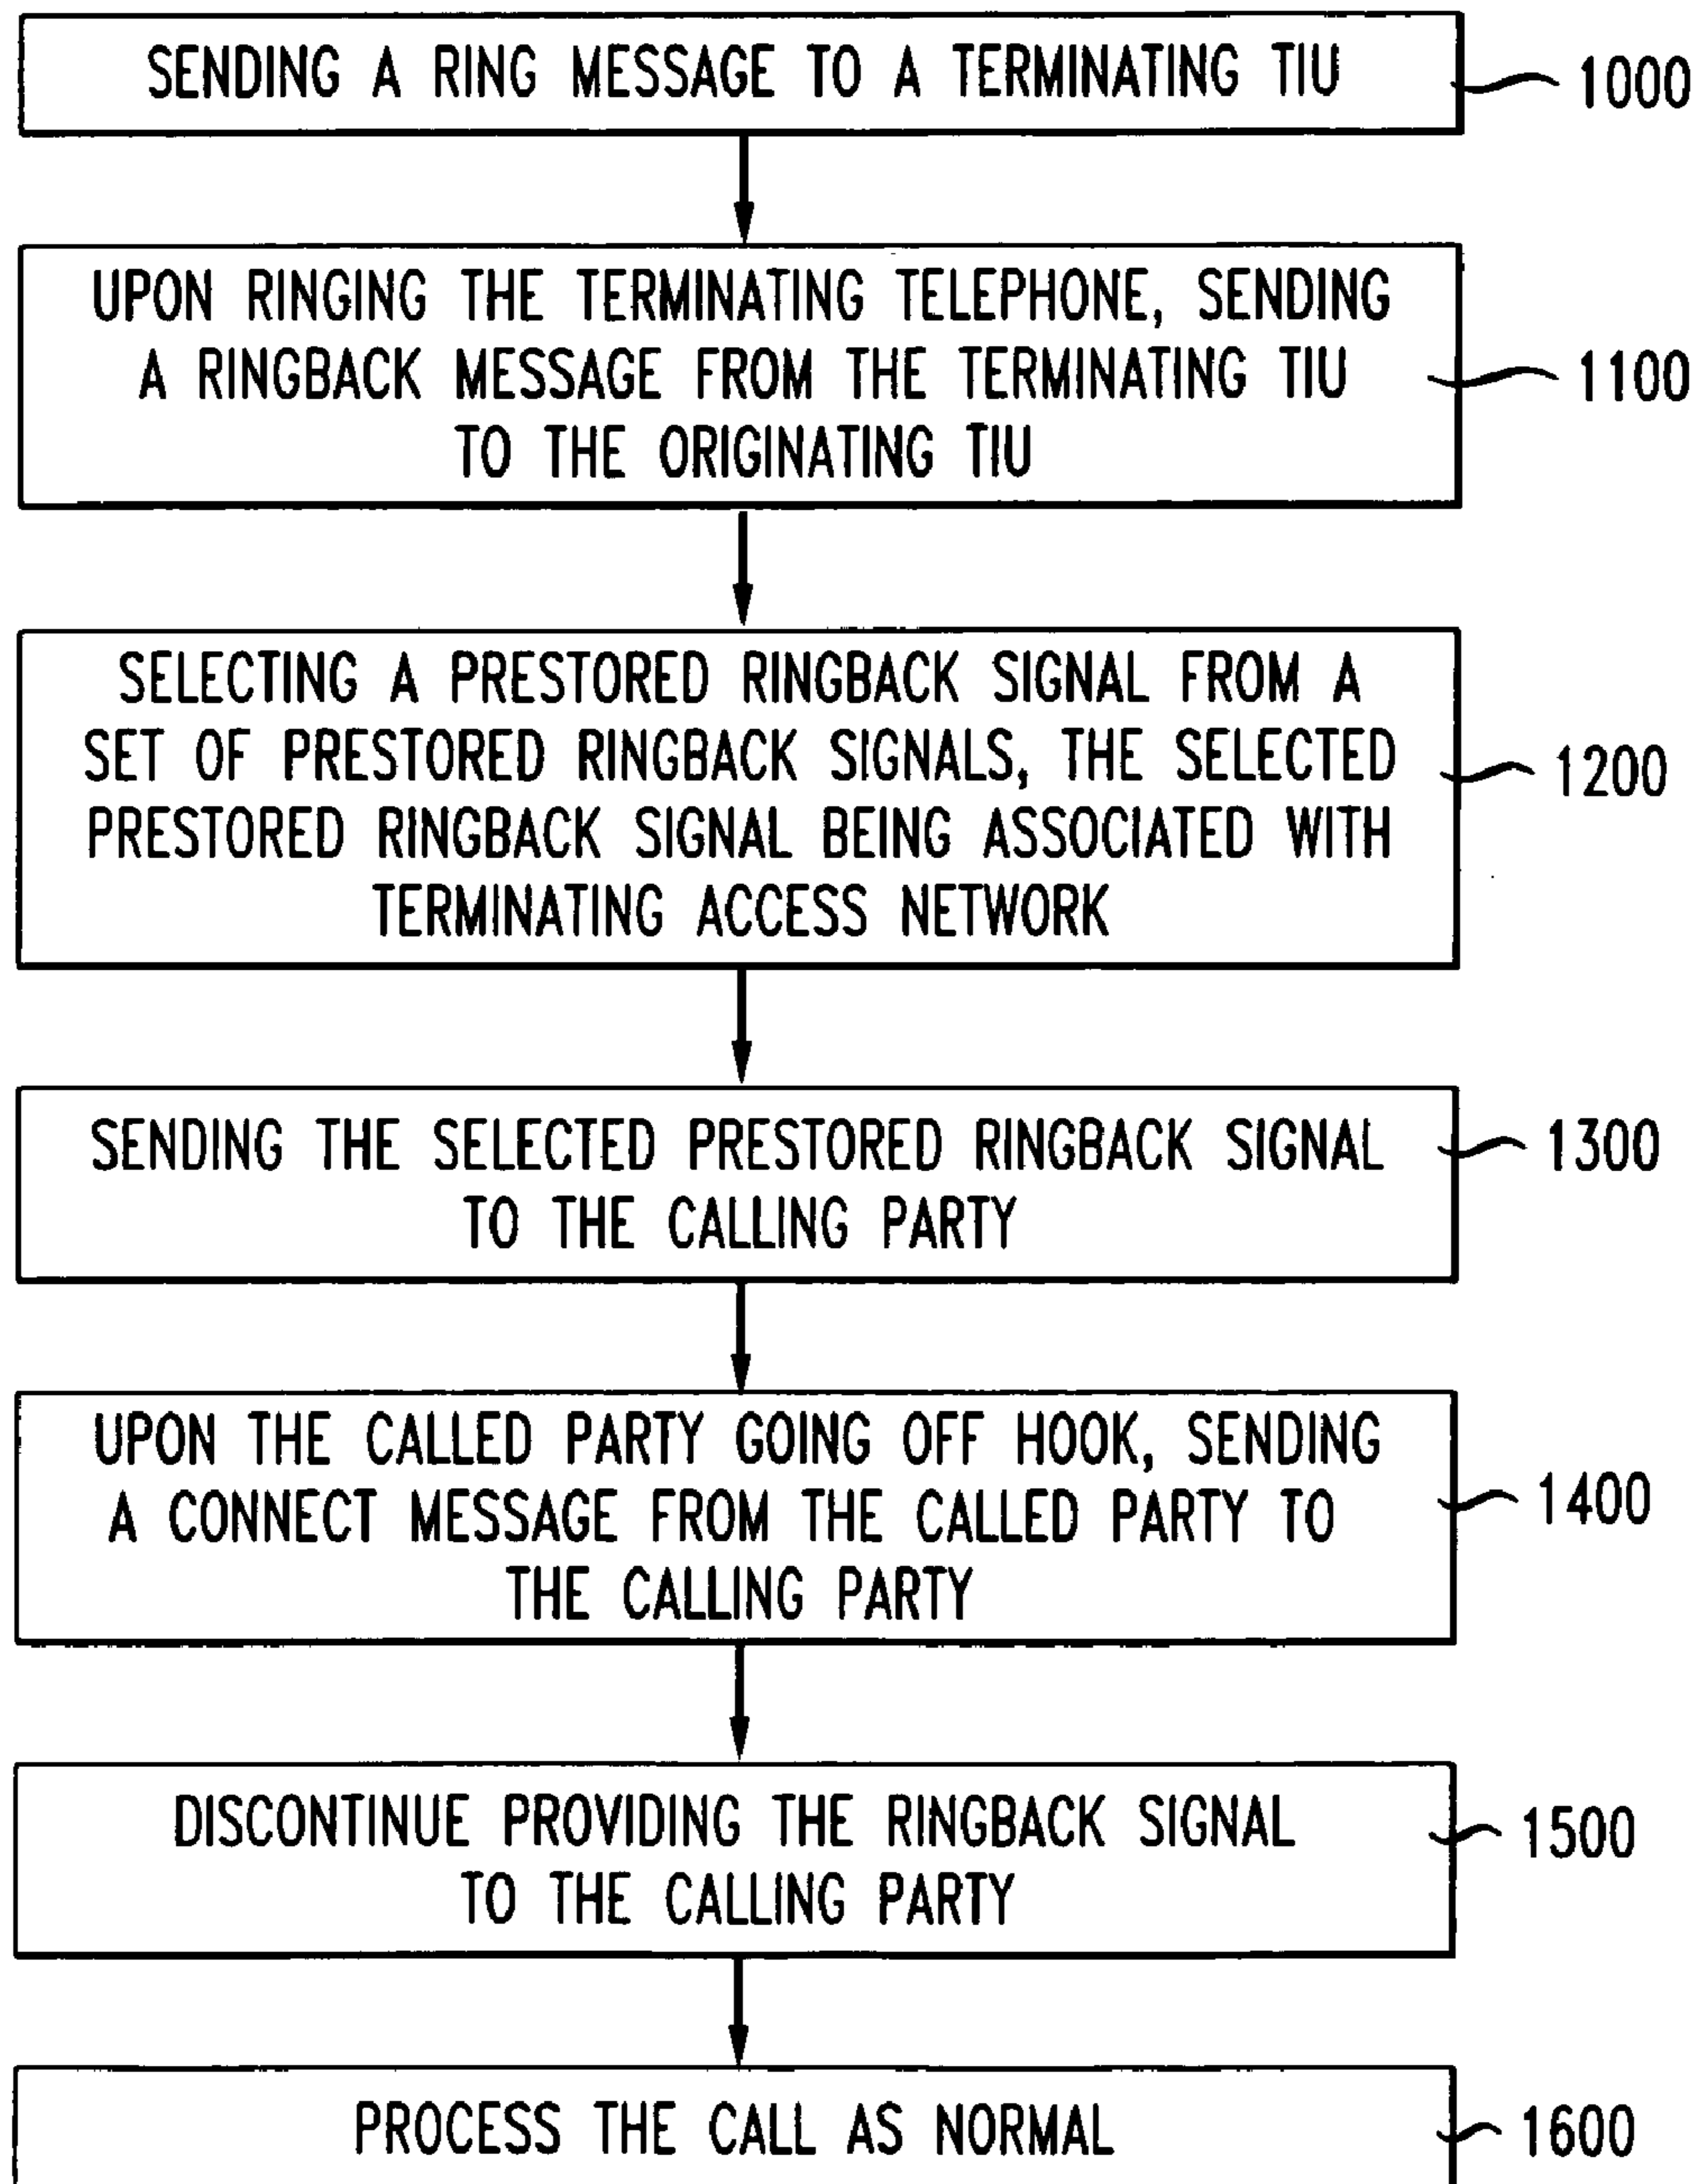 SENDING A RING MESSAGE TO A TERMINATING TIU
1000
UPON RINGING THE TERMINATING TELEPHONE, SENDING
A RINGBACK MESSAGE FROM THE TERMINATING TIU
TO THE ORIGINATING TIU
1100
SELECTING A PRESTORED RINGBACK SIGNAL FROM A
SET OF PRESTORED RINGBACK SIGNALS, THE SELECTED
PRESTORED RINGBACK SIGNAL BEING ASSOCIATED WITH
TERMINATING ACCESS NETWORK
1200
SENDING THE SELECTED PRESTORED RINGBACK SIGNAL
TO THE CALLING PARTY
1300
UPON THE CALLED PARTY GOING OFF HOOK, SENDING
A CONNECT MESSAGE FROM THE CALLED PARTY TO
THE CALLING PARTY
1400
DISCONTINUE PROVIDING THE RINGBACK SIGNAL
TO THE CALLING PARTY
1500
PROCESS THE CALL AS NORMAL
1600